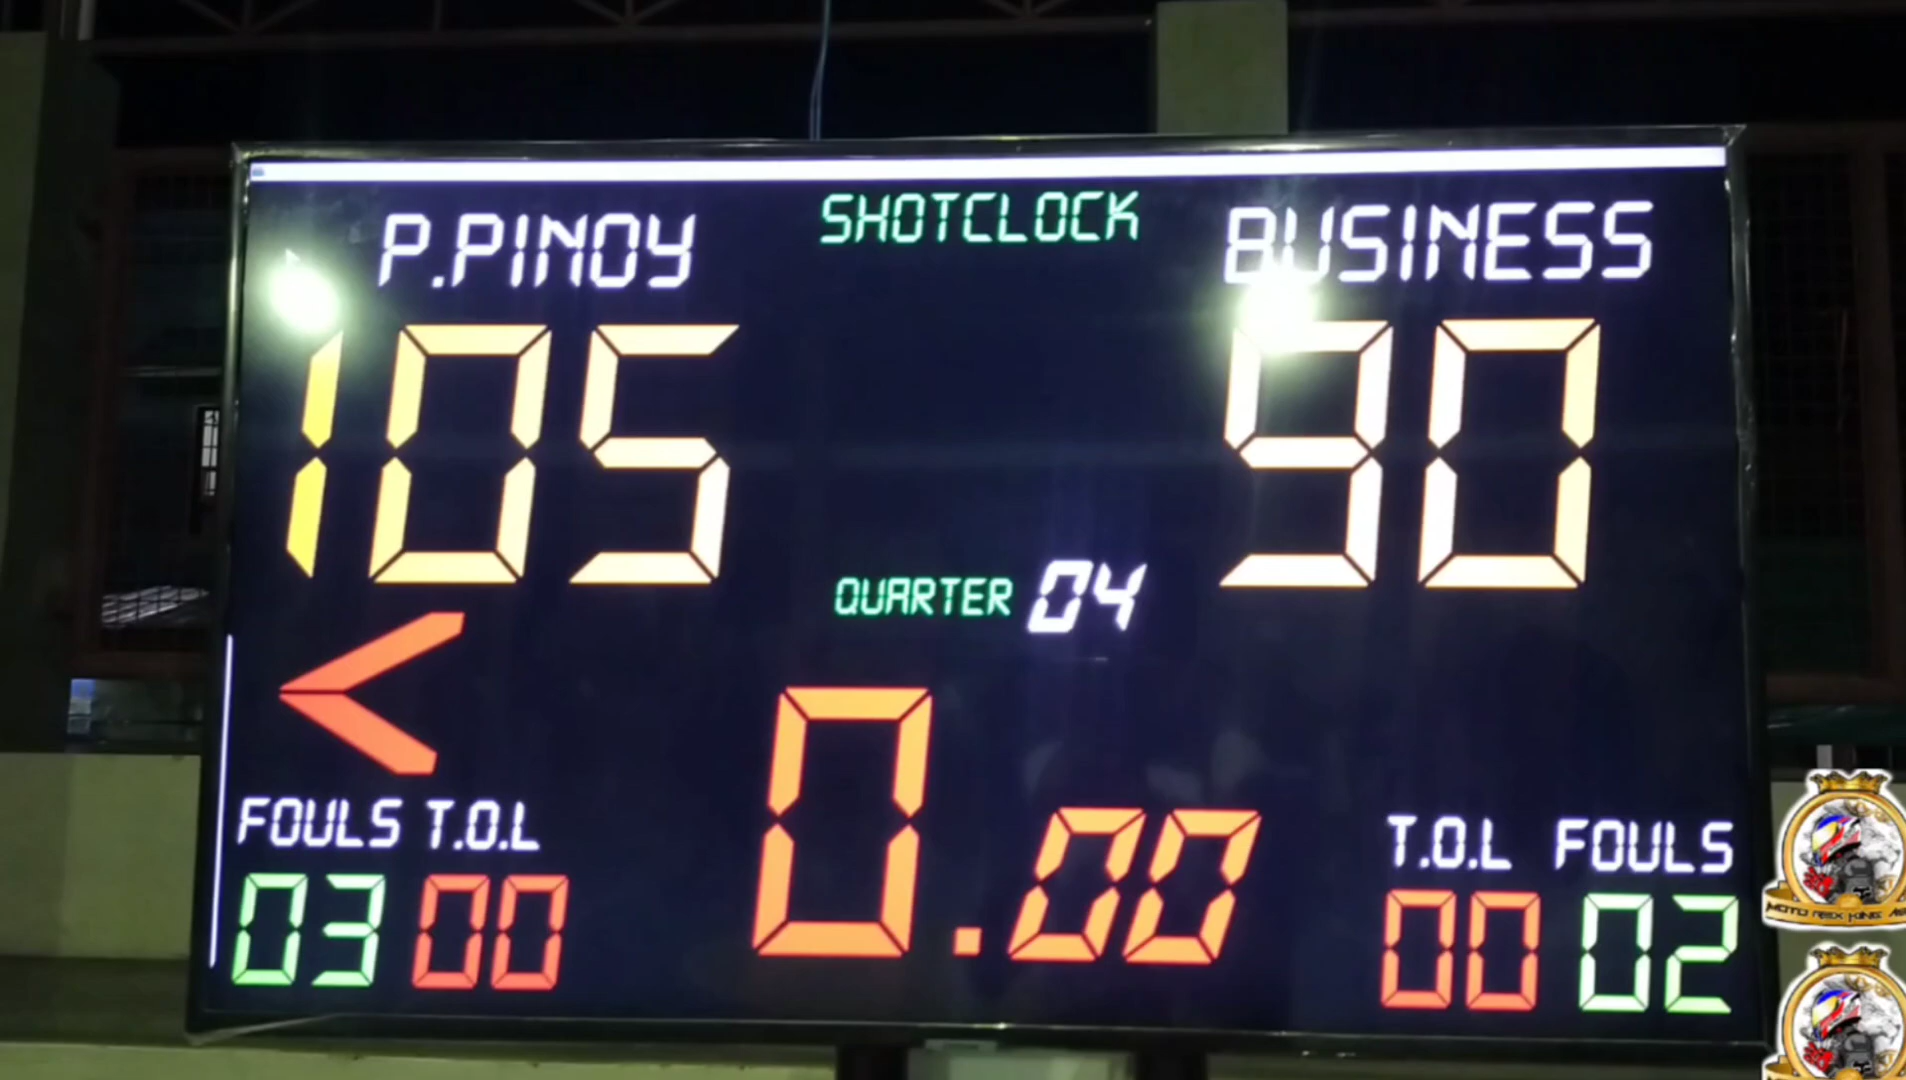 P.PINOY SHOTCLOCK BUSINESS
105 90
QUARTER 04
<
0.00
FOULS T.O.L T.O.L FOULS
03 00 00 02